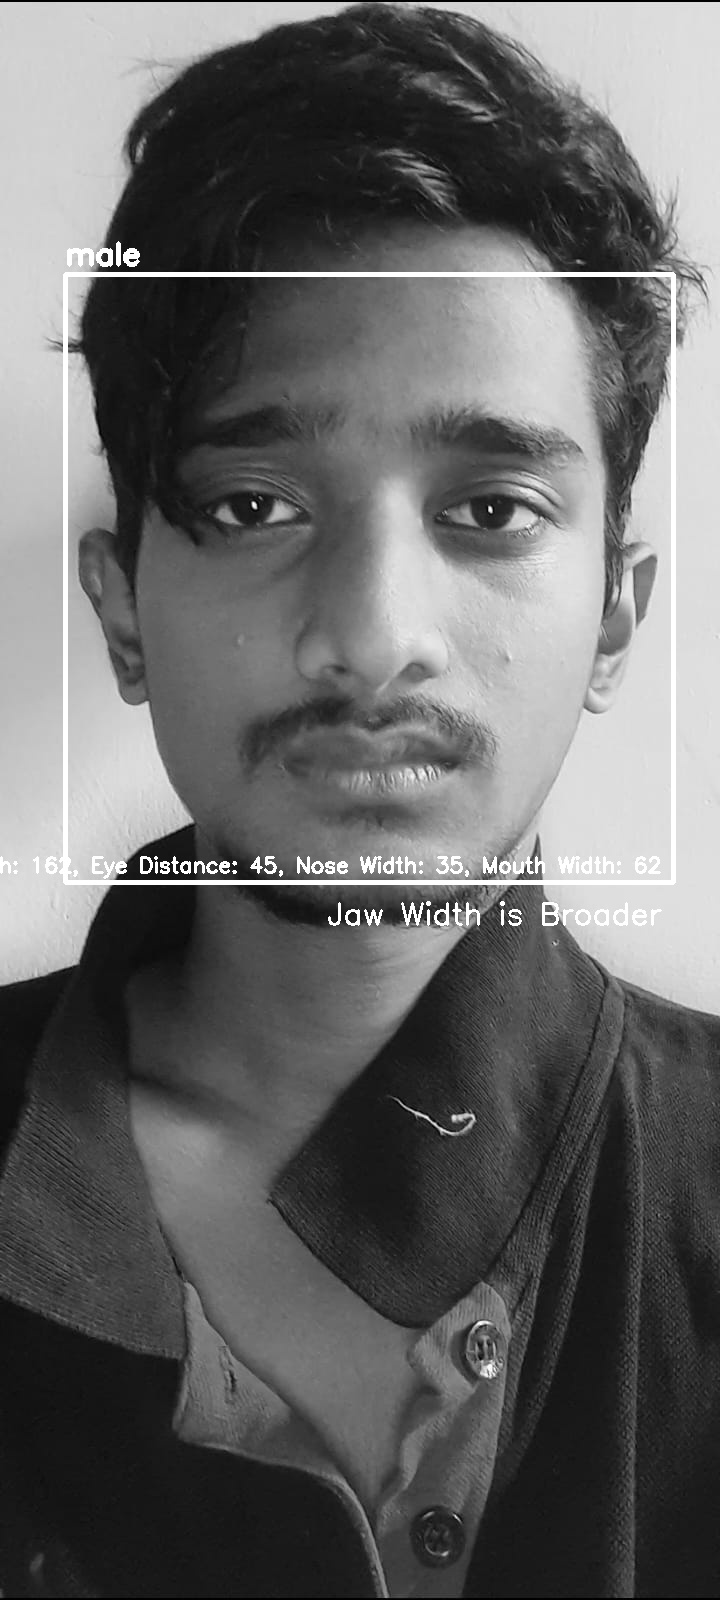 male
h: 162, Eye Distance: 45, Nose Width: 35, Mouth Width: 62
Jaw Width is Broader